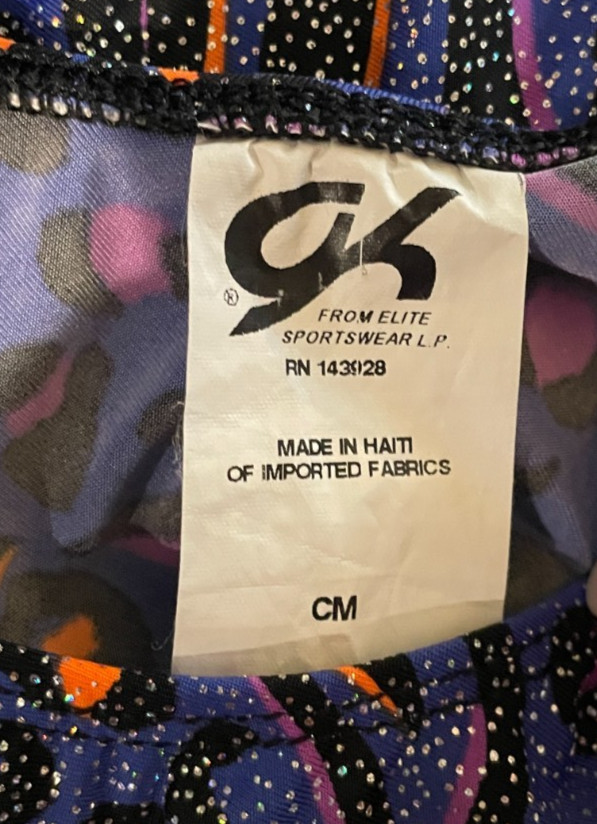 GK
®
FROM ELITE
SPORTSWEAR L.P.
RN 143928
MADE IN HAITI
OF IMPORTED FABRICS
CM